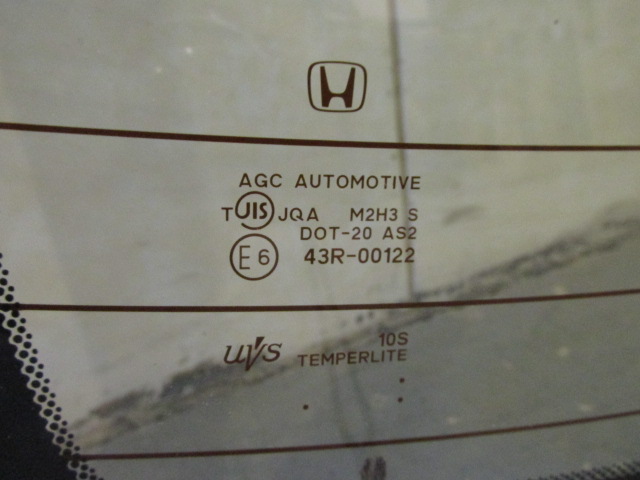 AGC AUTOMOTIVE
T JIS JQA M2H3 S
DOT-20 AS2
E6 43R-00122
UVS 10S
TEMPERLITE